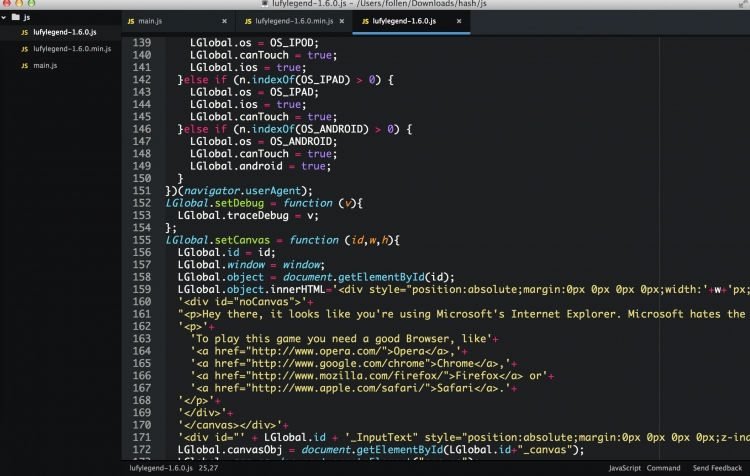 lufylegend-1.6.0.js — /Users/follen/Downloads/hash/js
js
lufylegend-1.6.0.js
lufylegend-1.6.0.min.js
main.js
JS main.js ×
JS lufylegend-1.6.0.min.js ×
JS lufylegend-1.6.0.js ×
139 LGlobal.os = OS_IPOD;
140 LGlobal.canTouch = true;
141 LGlobal.ios = true;
142 }else if (n.indexOf(OS_IPAD) > 0) {
143 LGlobal.os = OS_IPAD;
144 LGlobal.ios = true;
145 LGlobal.canTouch = true;
146 }else if (n.indexOf(OS_ANDROID) > 0) {
147 LGlobal.os = OS_ANDROID;
148 LGlobal.canTouch = true;
149 LGlobal.android = true;
150 }
151 })(navigator.userAgent);
152 LGlobal.setDebug = function (v){
153 LGlobal.traceDebug = v;
154 };
155 LGlobal.setCanvas = function (id,w,h){
156 LGlobal.id = id;
157 LGlobal.window = window;
158 LGlobal.object = document.getElementById(id);
159 LGlobal.object.innerHTML='<div style="position:absolute;margin:0px 0px 0px 0px;width:'+w+'px;
160 '<div id="noCanvas">'+
161 "<p>Hey there, it looks like you're using Microsoft's Internet Explorer. Microsoft hates the
162 '<p>'+
163 'To play this game you need a good Browser, like'+
164 '<a href="http://www.opera.com/">Opera</a>,'+
165 '<a href="http://www.google.com/chrome">Chrome</a>,'+
166 '<a href="http://www.mozilla.com/firefox/">Firefox</a> or'+
167 '<a href="http://www.apple.com/safari/">Safari</a>.'+
168 '</p>'+
169 '</div>'+
170 '</canvas></div>'+
171 '<div id="' + LGlobal.id + '_InputText" style="position:absolute;margin:0px 0px 0px 0px;z-ind
172 LGlobal.canvasObj = document.getElementById(LGlobal.id+"_canvas");
lufylegend-1.6.0.js 25,27
JavaScript Command Send Feedback